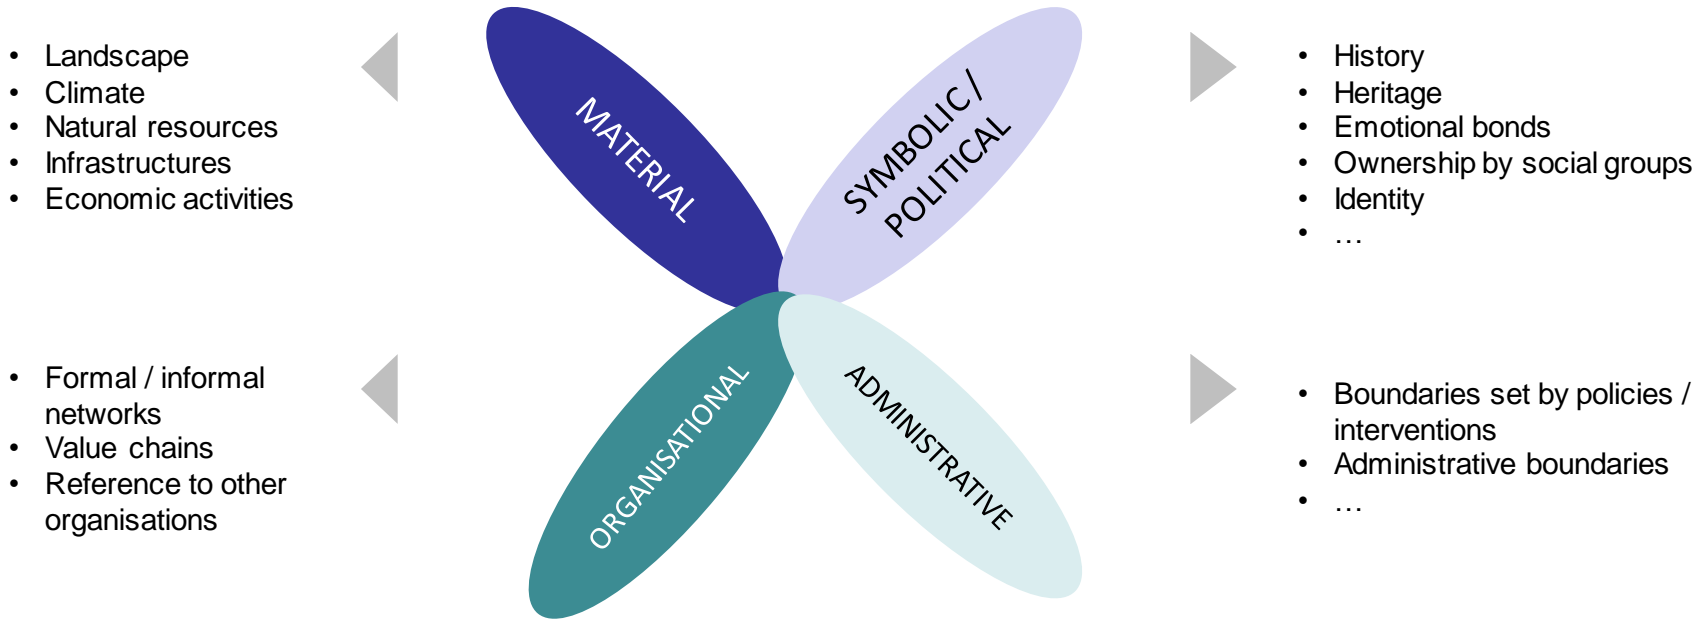 • Landscape
• Climate
• Natural resources
• Infrastructures
• Economic activities
MATERIAL
SYMBOLIC /
POLITICAL
• History
• Heritage
• Emotional bonds
• Ownership by social groups
• Identity
• …
• Formal / informal
networks
• Value chains
• Reference to other
organisations
ORGANISATIONAL
ADMINISTRATIVE
• Boundaries set by policies /
interventions
• Administrative boundaries
• …